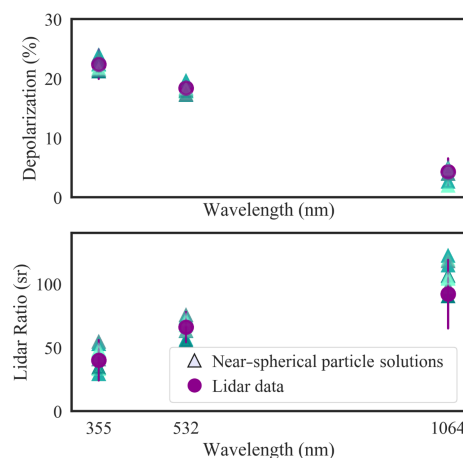 30
20
10
0
Depolarization (%)
Wavelength (nm)
100
50
0
Lidar Ratio (sr)
Near-spherical particle solutions
Lidar data
355
532
1064
Wavelength (nm)